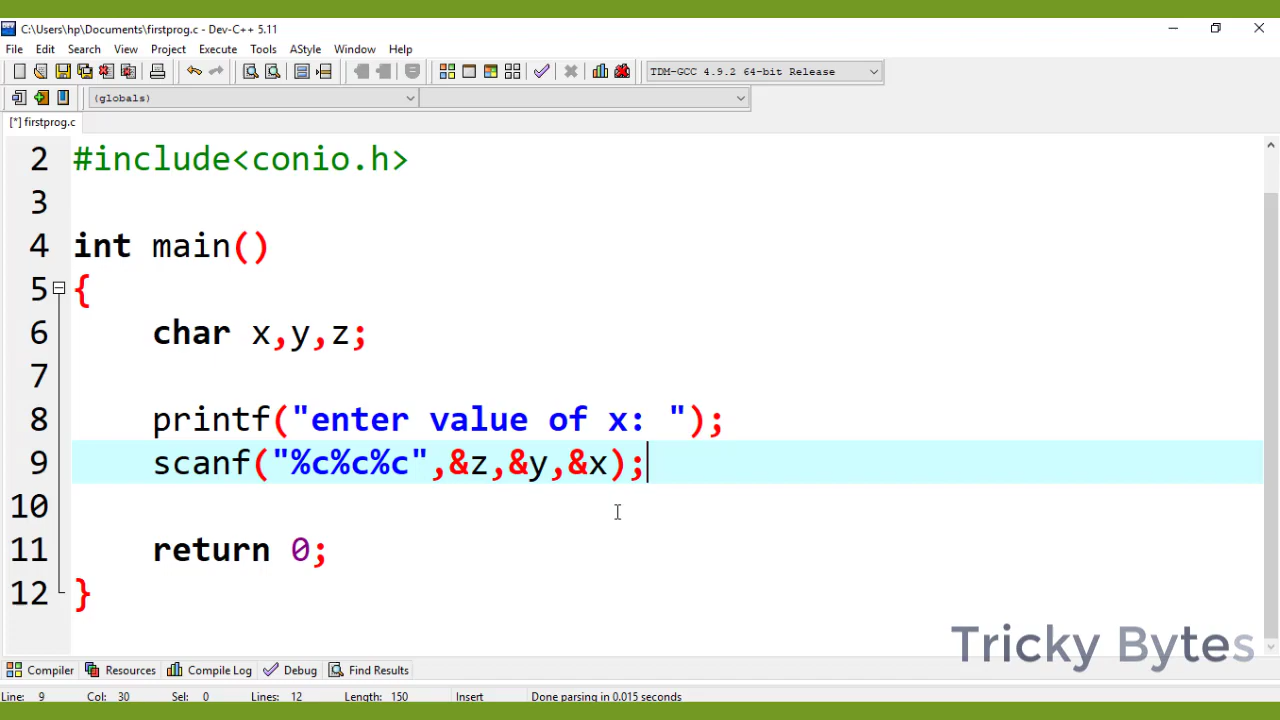 C:\Users\hp\Documents\firstprog.c - Dev-C++ 5.11
File Edit Search View Project Execute Tools AStyle Window Help
TDM-GCC 4.9.2 64-bit Release
(globals)
[*] firstprog.c
2 #include<conio.h>
3
4 int main()
5 {
6 char x,y,z;
7
8 printf("enter value of x: ");
9 scanf("%c%c%c",&z,&y,&x);
10
11 return 0;
12 }
Tricky Bytes
Compiler Resources Compile Log Debug Find Results
Line: 9 Col: 30 Sel: 0 Lines: 12 Length: 150 Insert Done parsing in 0.015 seconds